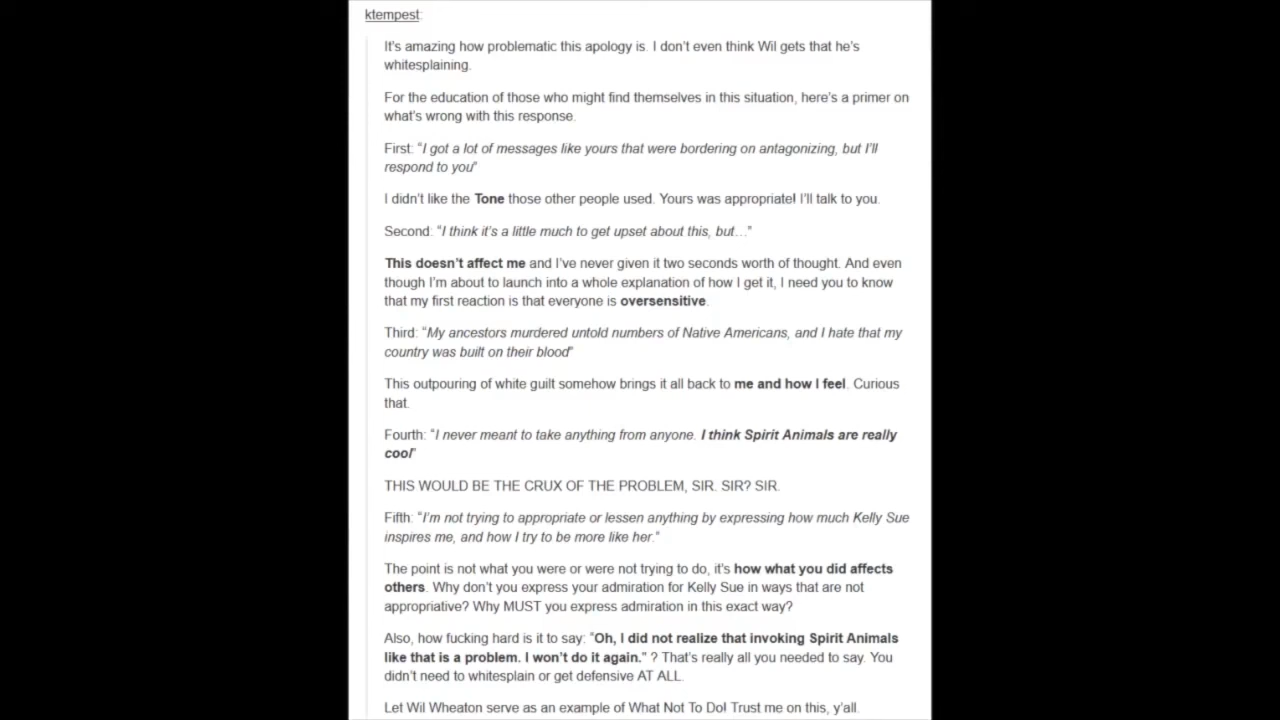 ktempest:
It's amazing how problematic this apology is. I don't even think Wil gets that he's
whitesplaining.
For the education of those who might find themselves in this situation, here's a primer on
what's wrong with this response.
First: “I got a lot of messages like yours that were bordering on antagonizing, but I'll
respond to you”
I didn't like the Tone those other people used. Yours was appropriate! I'll talk to you.
Second: “I think it's a little much to get upset about this, but…”
This doesn't affect me and I've never given it two seconds worth of thought. And even
though I'm about to launch into a whole explanation of how I get it, I need you to know
that my first reaction is that everyone is oversensitive.
Third: “My ancestors murdered untold numbers of Native Americans, and I hate that my
country was built on their blood”
This outpouring of white guilt somehow brings it all back to me and how I feel. Curious
that.
Fourth: “I never meant to take anything from anyone. I think Spirit Animals are really
cool”
THIS WOULD BE THE CRUX OF THE PROBLEM, SIR. SIR? SIR.
Fifth: “I'm not trying to appropriate or lessen anything by expressing how much Kelly Sue
inspires me, and how I try to be more like her.”
The point is not what you were or were not trying to do, it's how what you did affects
others. Why don't you express your admiration for Kelly Sue in ways that are not
appropriative? Why MUST you express admiration in this exact way?
Also, how fucking hard is it to say: “Oh, I did not realize that invoking Spirit Animals
like that is a problem. I won't do it again.” ? That's really all you needed to say. You
didn't need to whitesplain or get defensive AT ALL.
Let Wil Wheaton serve as an example of What Not To Do! Trust me on this, y'all.